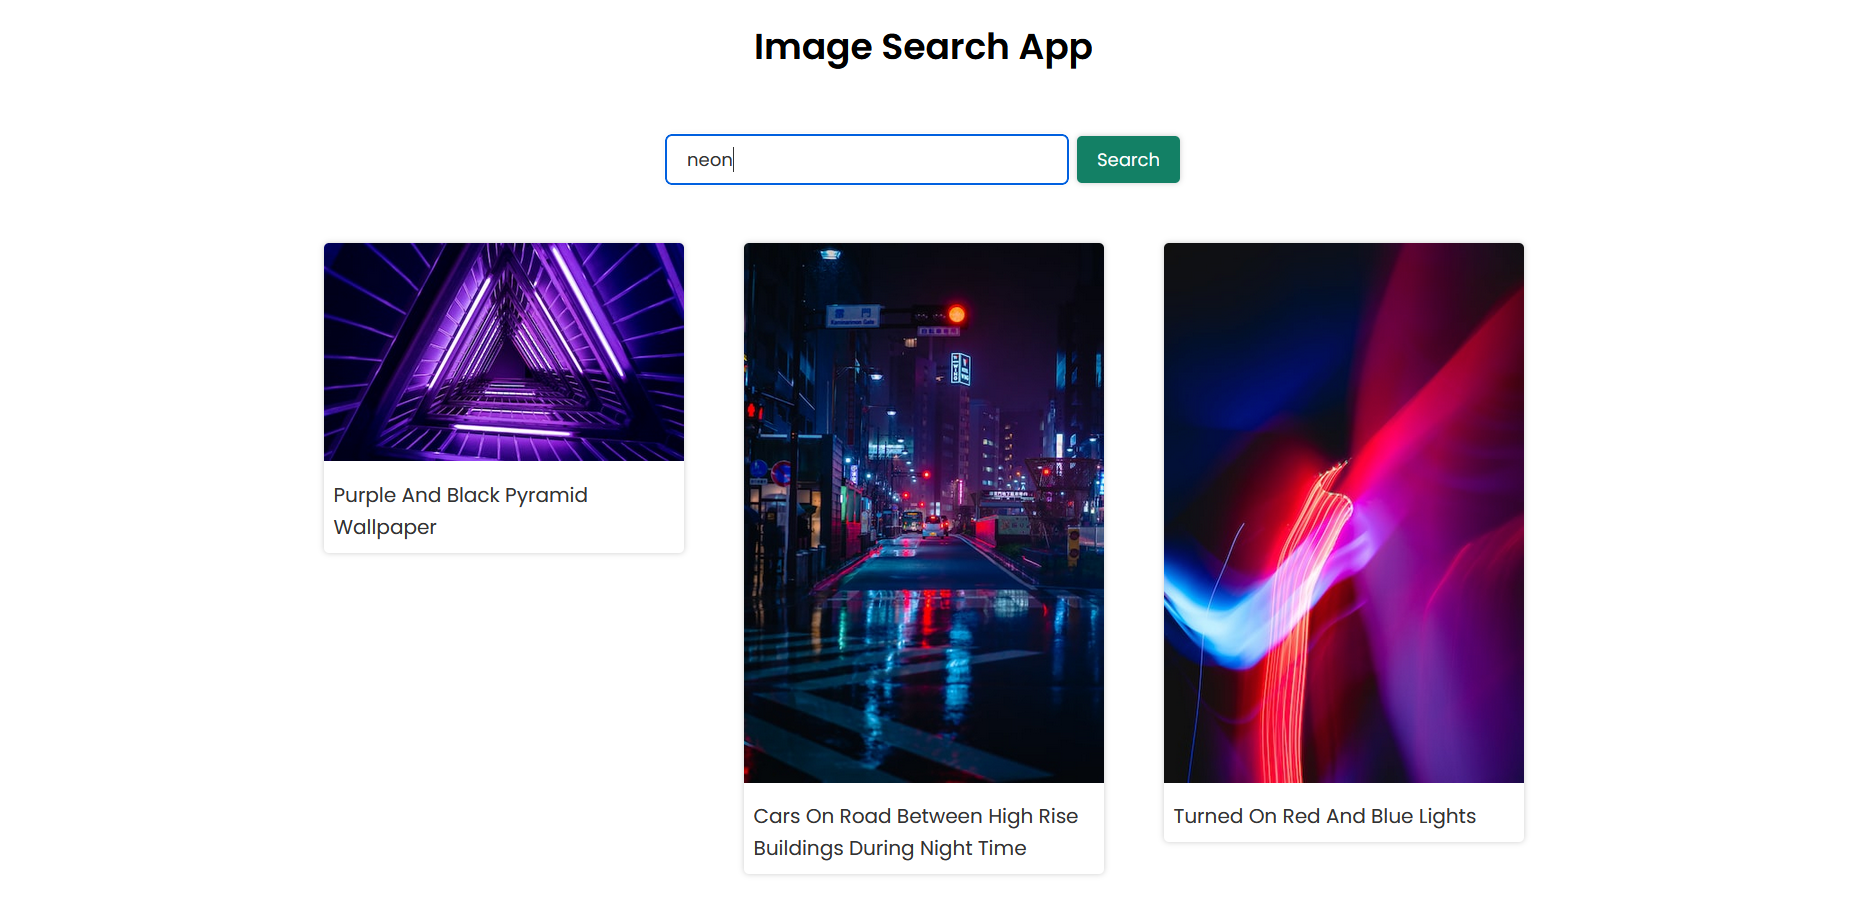 Image Search App
neon
Search
Purple And Black Pyramid
Wallpaper
Cars On Road Between High Rise
Buildings During Night Time
Turned On Red And Blue Lights